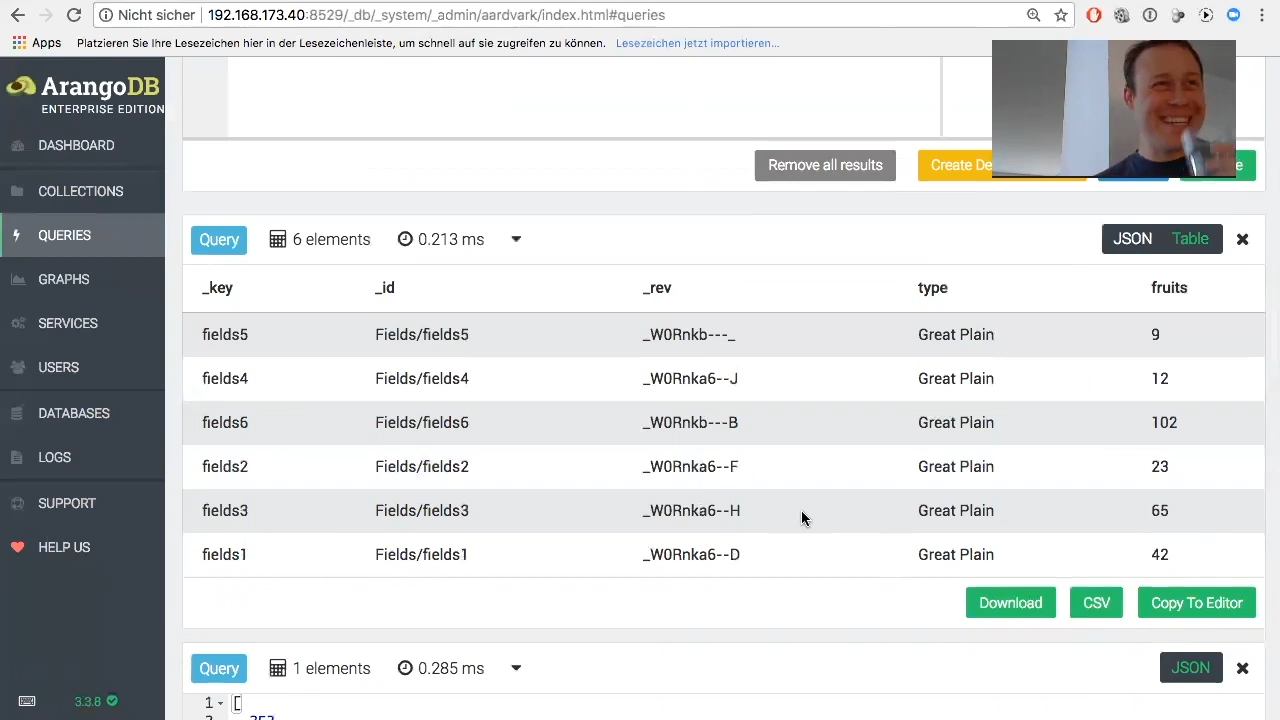 Nicht sicher 192.168.173.40:8529/_db/_system/_admin/aardvark/index.html#queries
Apps Platzieren Sie Ihre Lesezeichen hier in der Lesezeichenleiste, um schnell auf sie zugreifen zu können. Lesezeichen jetzt importieren...
ArangoDB
ENTERPRISE EDITION
DASHBOARD
COLLECTIONS
QUERIES
GRAPHS
SERVICES
USERS
DATABASES
LOGS
SUPPORT
HELP US
3.3.8
Remove all results Create De
Query 6 elements 0.213 ms JSON Table
_key _id _rev type fruits
fields5 Fields/fields5 _W0Rnkb---_ Great Plain 9
fields4 Fields/fields4 _W0Rnka6--J Great Plain 12
fields6 Fields/fields6 _W0Rnkb---B Great Plain 102
fields2 Fields/fields2 _W0Rnka6--F Great Plain 23
fields3 Fields/fields3 _W0Rnka6--H Great Plain 65
fields1 Fields/fields1 _W0Rnka6--D Great Plain 42
Download CSV Copy To Editor
Query 1 elements 0.285 ms JSON
1 [